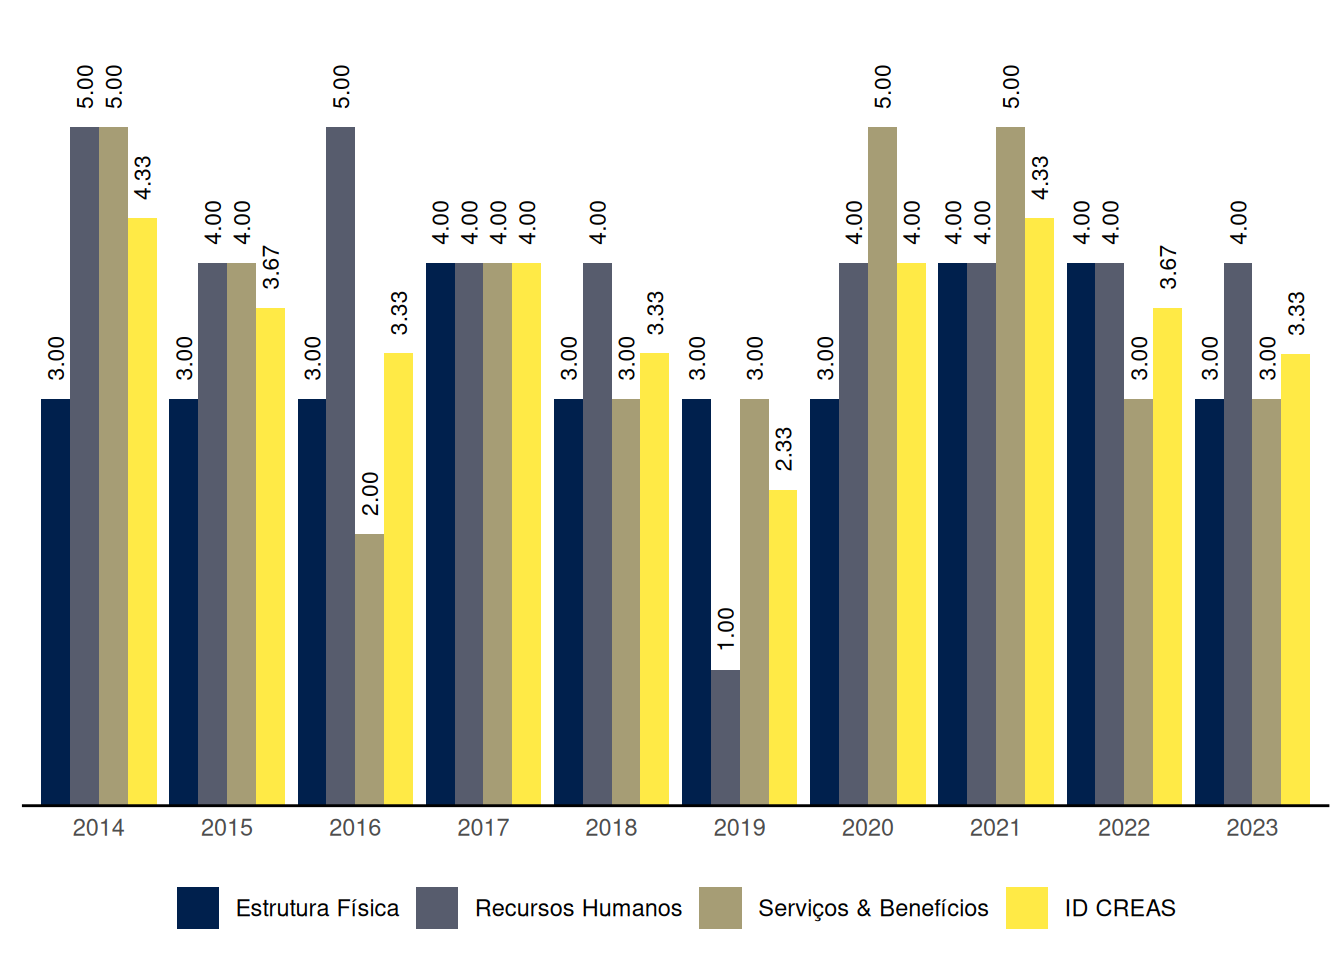 5.00 5.00 5.00 5.00 5.00
4.33 4.33
4.00 4.00 4.00 4.00 4.00 4.00 4.00 4.00 4.00 4.00 4.00 4.00 4.00 4.00
3.67 3.67
3.33 3.33 3.33
3.00 3.00 3.00 3.00 3.00 3.00 3.00 3.00 3.00 3.00 3.00
2.33
2.00
1.00
2014 2015 2016 2017 2018 2019 2020 2021 2022 2023
Estrutura Física Recursos Humanos Serviços & Benefícios ID CREAS